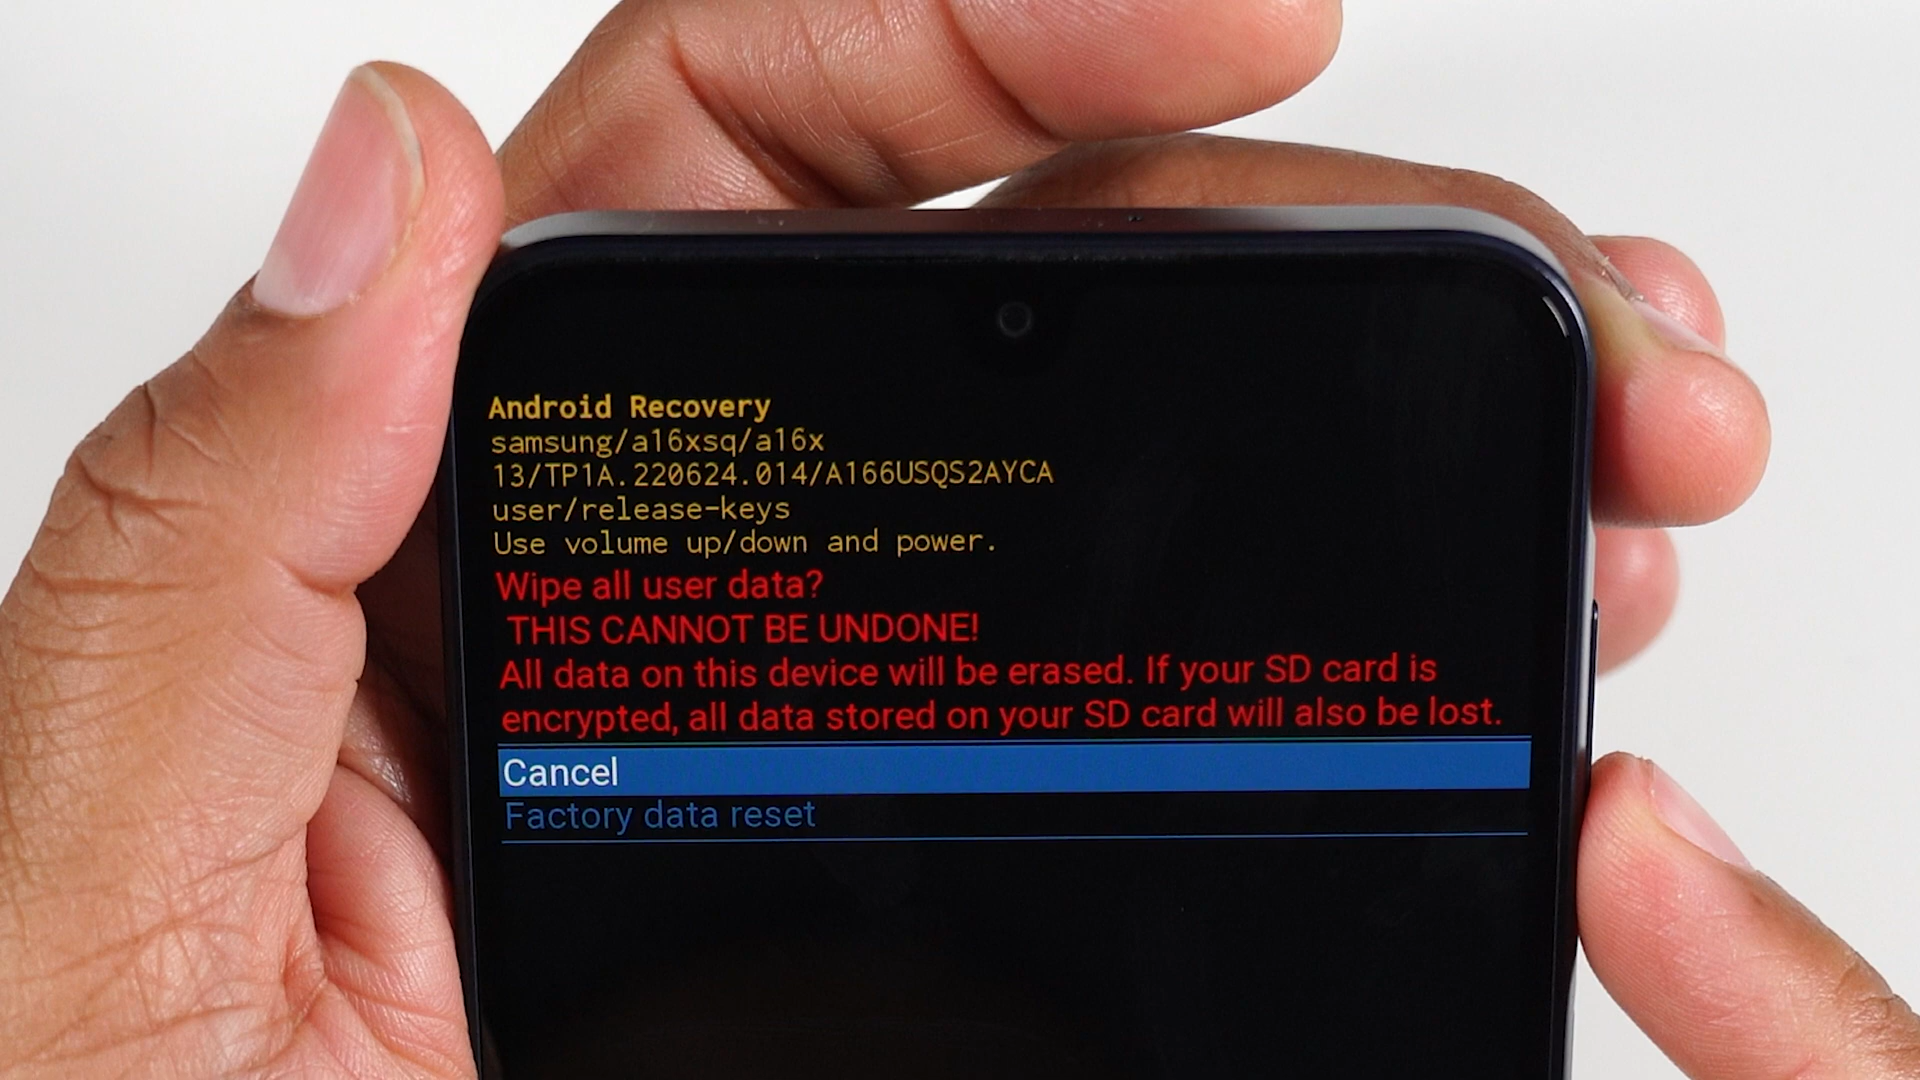 Android Recovery
samsung/a16xsq/a16x
13/TP1A.220624.014/A166USQS2AYCA
user/release-keys
Use volume up/down and power.
Wipe all user data?
THIS CANNOT BE UNDONE!
All data on this device will be erased. If your SD card is
encrypted, all data stored on your SD card will also be lost.
Cancel
Factory data reset